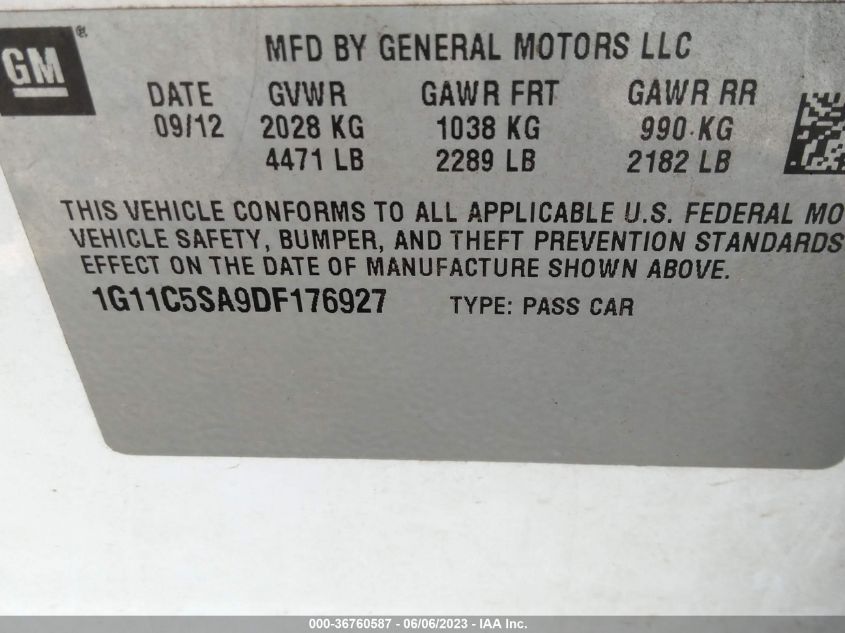 GM®
MFD BY GENERAL MOTORS LLC
DATE GVWR GAWR FRT GAWR RR
09/12 2028 KG 1038 KG 990 KG
4471 LB 2289 LB 2182 LB
THIS VEHICLE CONFORMS TO ALL APPLICABLE U.S. FEDERAL MO
VEHICLE SAFETY, BUMPER, AND THEFT PREVENTION STANDARDS
EFFECT ON THE DATE OF MANUFACTURE SHOWN ABOVE.
1G11C5SA9DF176927 TYPE: PASS CAR
000-36760587 - 06/06/2023 - IAA Inc.